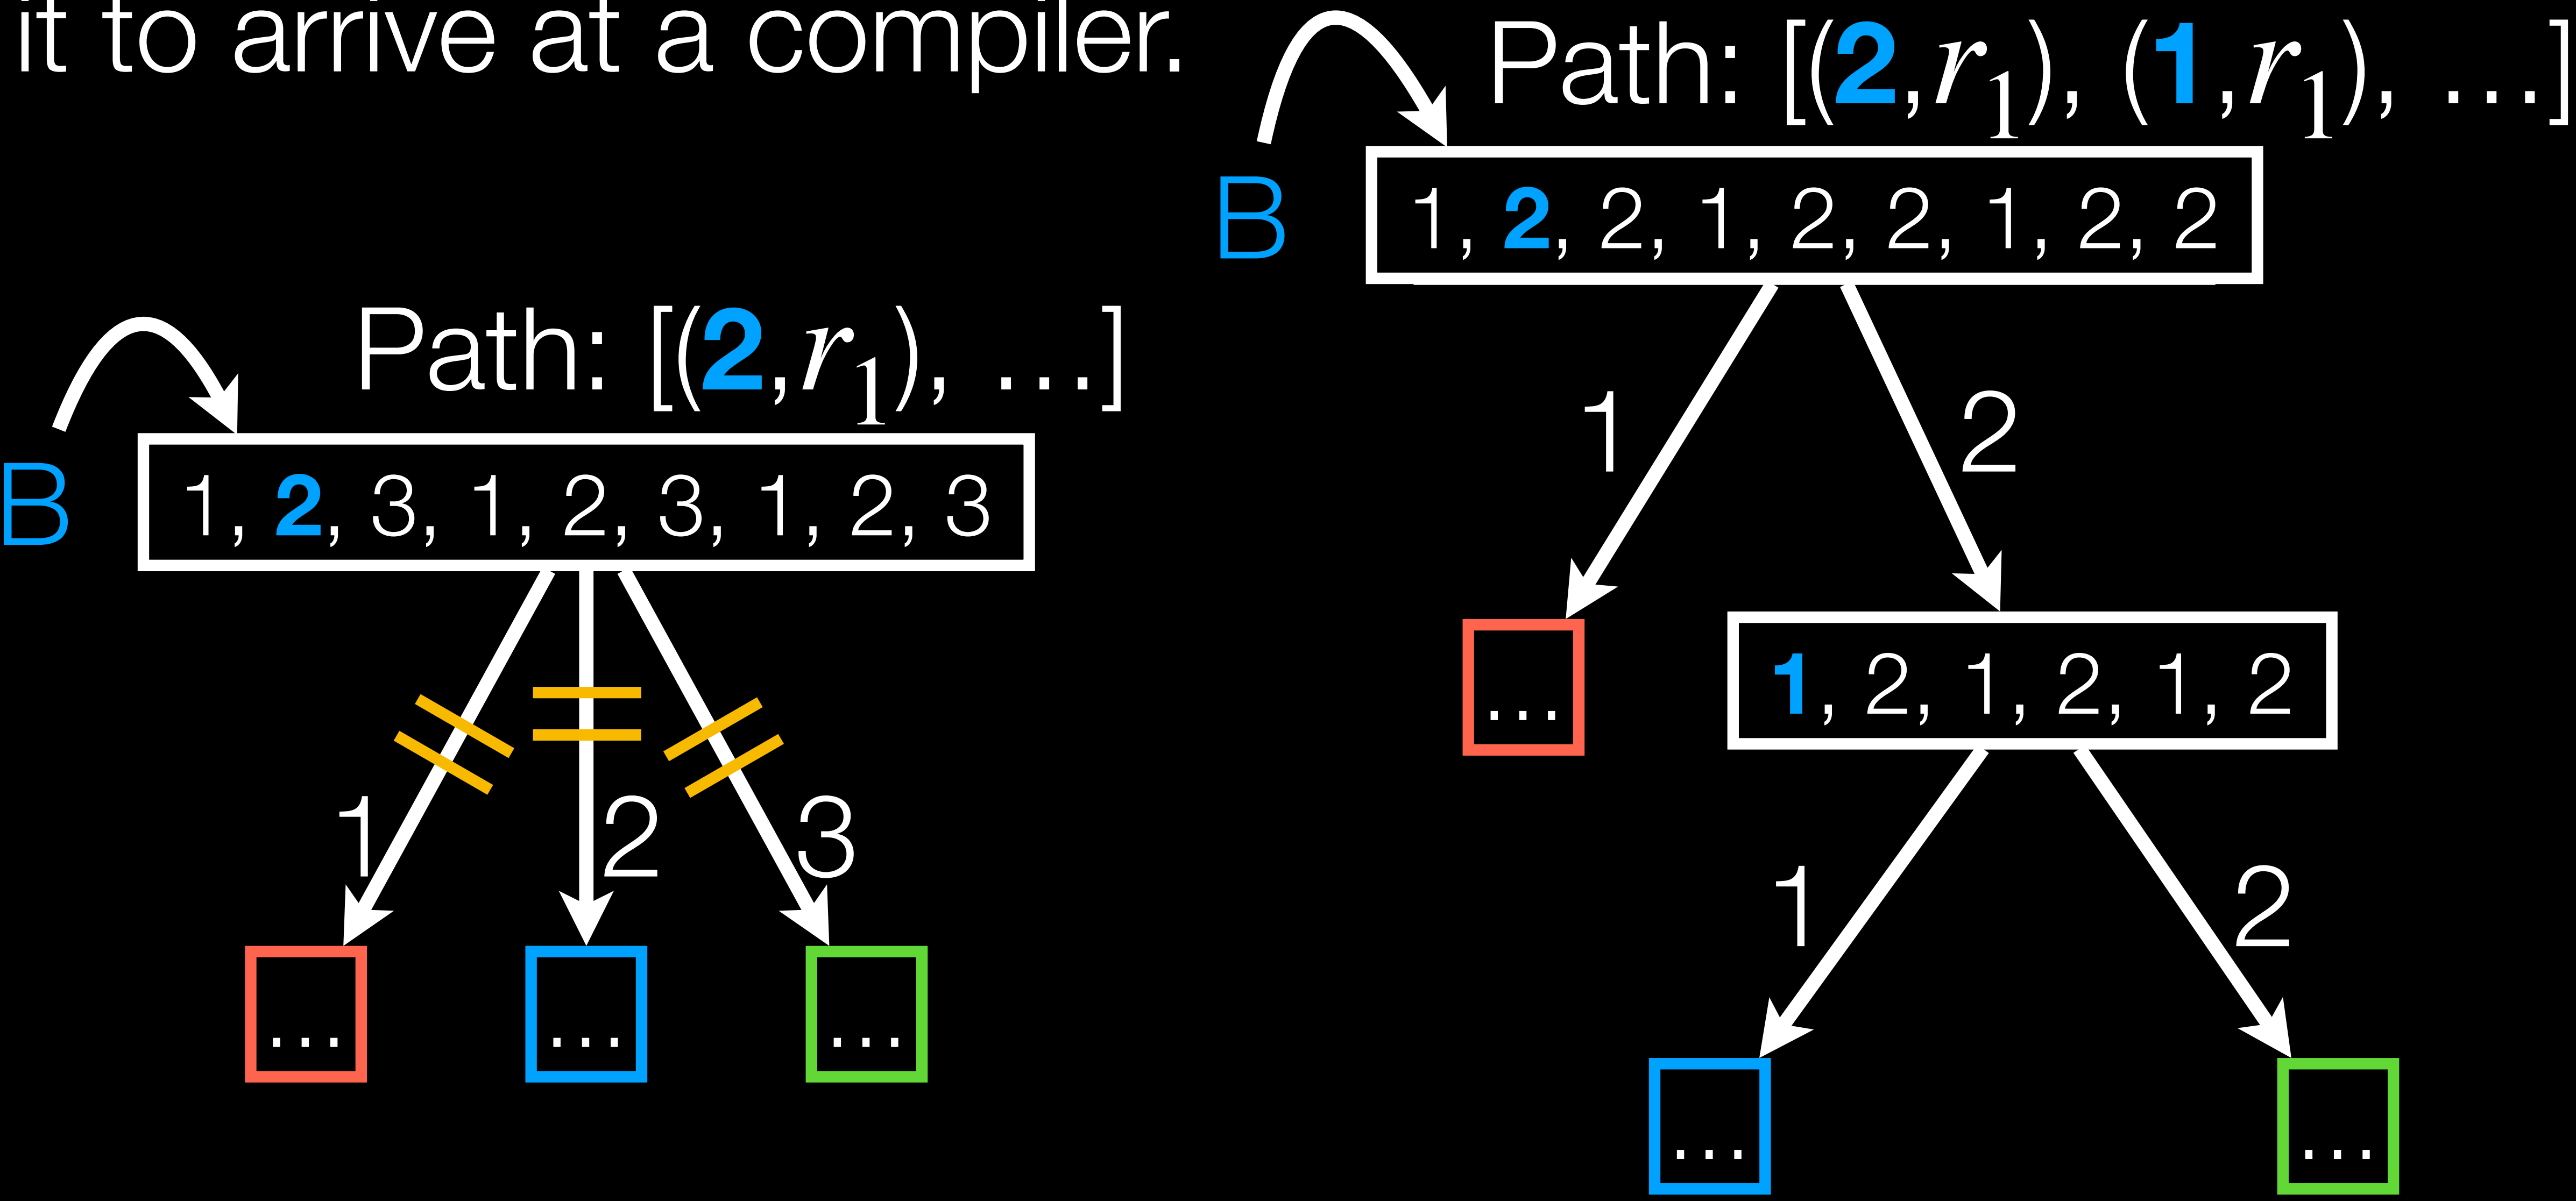 it to arrive at a compiler.
Path: [(2,r₁), …]
B
1, 2, 3, 1, 2, 3, 1, 2, 3
1
2
3
…
…
…
Path: [(2,r₁), (1,r₁), …]
B
1, 2, 2, 1, 2, 2, 1, 2, 2
1
2
…
1, 2, 1, 2, 1, 2
1
2
…
…